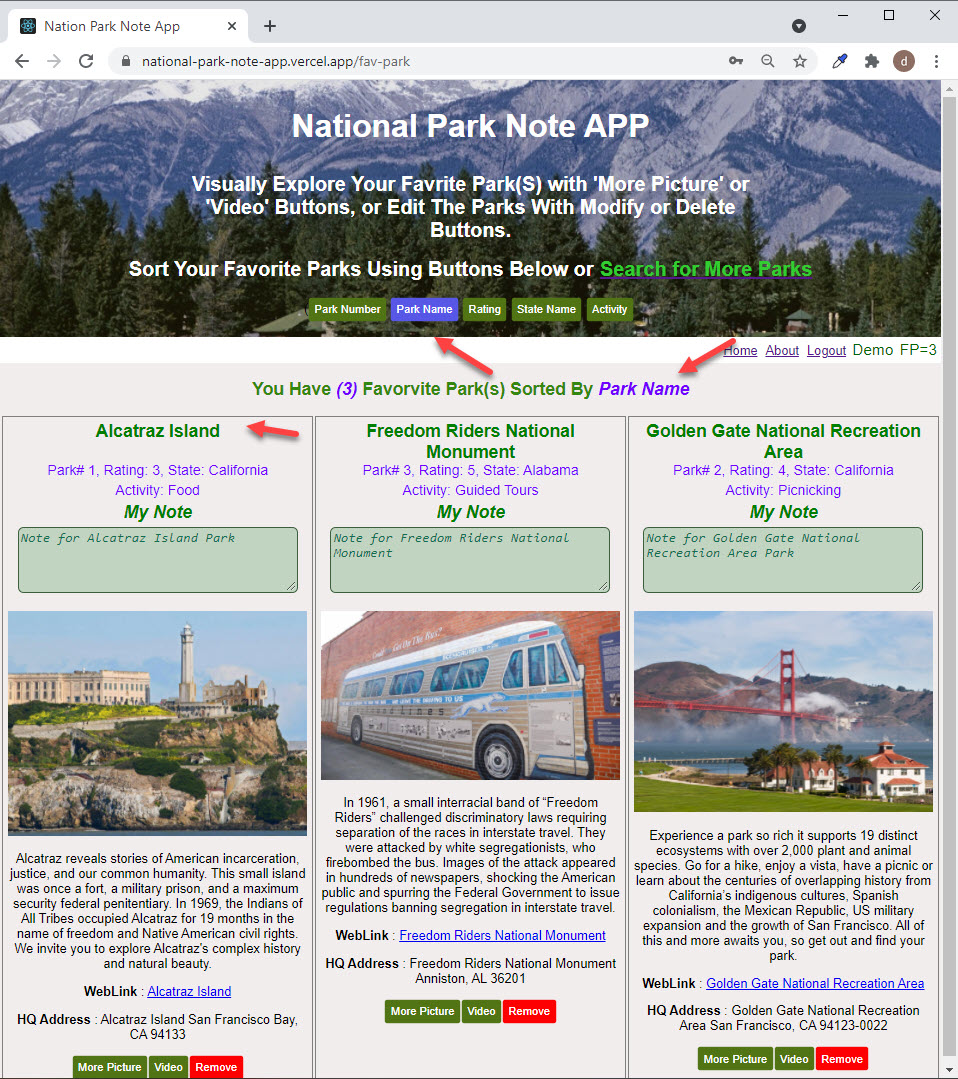 Nation Park Note App
national-park-note-app.vercel.app/fav-park
d
National Park Note APP
Visually Explore Your Favrite Park(S) with 'More Picture' or
'Video' Buttons, or Edit The Parks With Modify or Delete
Buttons.
Sort Your Favorite Parks Using Buttons Below or Search for More Parks
Park Number Park Name Rating State Name Activity
Home About Logout Demo FP=3
You Have (3) Favorvite Park(s) Sorted By Park Name
Alcatraz Island
Park# 1, Rating: 3, State: California
Activity: Food
My Note
Note for Alcatraz Island Park
Alcatraz reveals stories of American incarceration,
justice, and our common humanity. This small island
was once a fort, a military prison, and a maximum
security federal penitentiary. In 1969, the Indians of
All Tribes occupied Alcatraz for 19 months in the
name of freedom and Native American civil rights.
We invite you to explore Alcatraz’s complex history
and natural beauty.
WebLink : Alcatraz Island
HQ Address : Alcatraz Island San Francisco Bay,
CA 94133
More Picture Video Remove
Freedom Riders National
Monument
Park# 3, Rating: 5, State: Alabama
Activity: Guided Tours
My Note
Note for Freedom Riders National
Monument
In 1961, a small interracial band of “Freedom
Riders” challenged discriminatory laws requiring
separation of the races in interstate travel. They
were attacked by white segregationists, who
firebombed the bus. Images of the attack appeared
in hundreds of newspapers, shocking the American
public and spurring the Federal Government to issue
regulations banning segregation in interstate travel.
WebLink : Freedom Riders National Monument
HQ Address : Freedom Riders National Monument
Anniston, AL 36201
More Picture Video Remove
Golden Gate National Recreation
Area
Park# 2, Rating: 4, State: California
Activity: Picnicking
My Note
Note for Golden Gate National
Recreation Area Park
Experience a park so rich it supports 19 distinct
ecosystems with over 2,000 plant and animal
species. Go for a hike, enjoy a vista, have a picnic or
learn about the centuries of overlapping history from
California’s indigenous cultures, Spanish
colonialism, the Mexican Republic, US military
expansion and the growth of San Francisco. All of
this and more awaits you, so get out and find your
park.
WebLink : Golden Gate National Recreation Area
HQ Address : Golden Gate National Recreation
Area San Francisco, CA 94123-0022
More Picture Video Remove